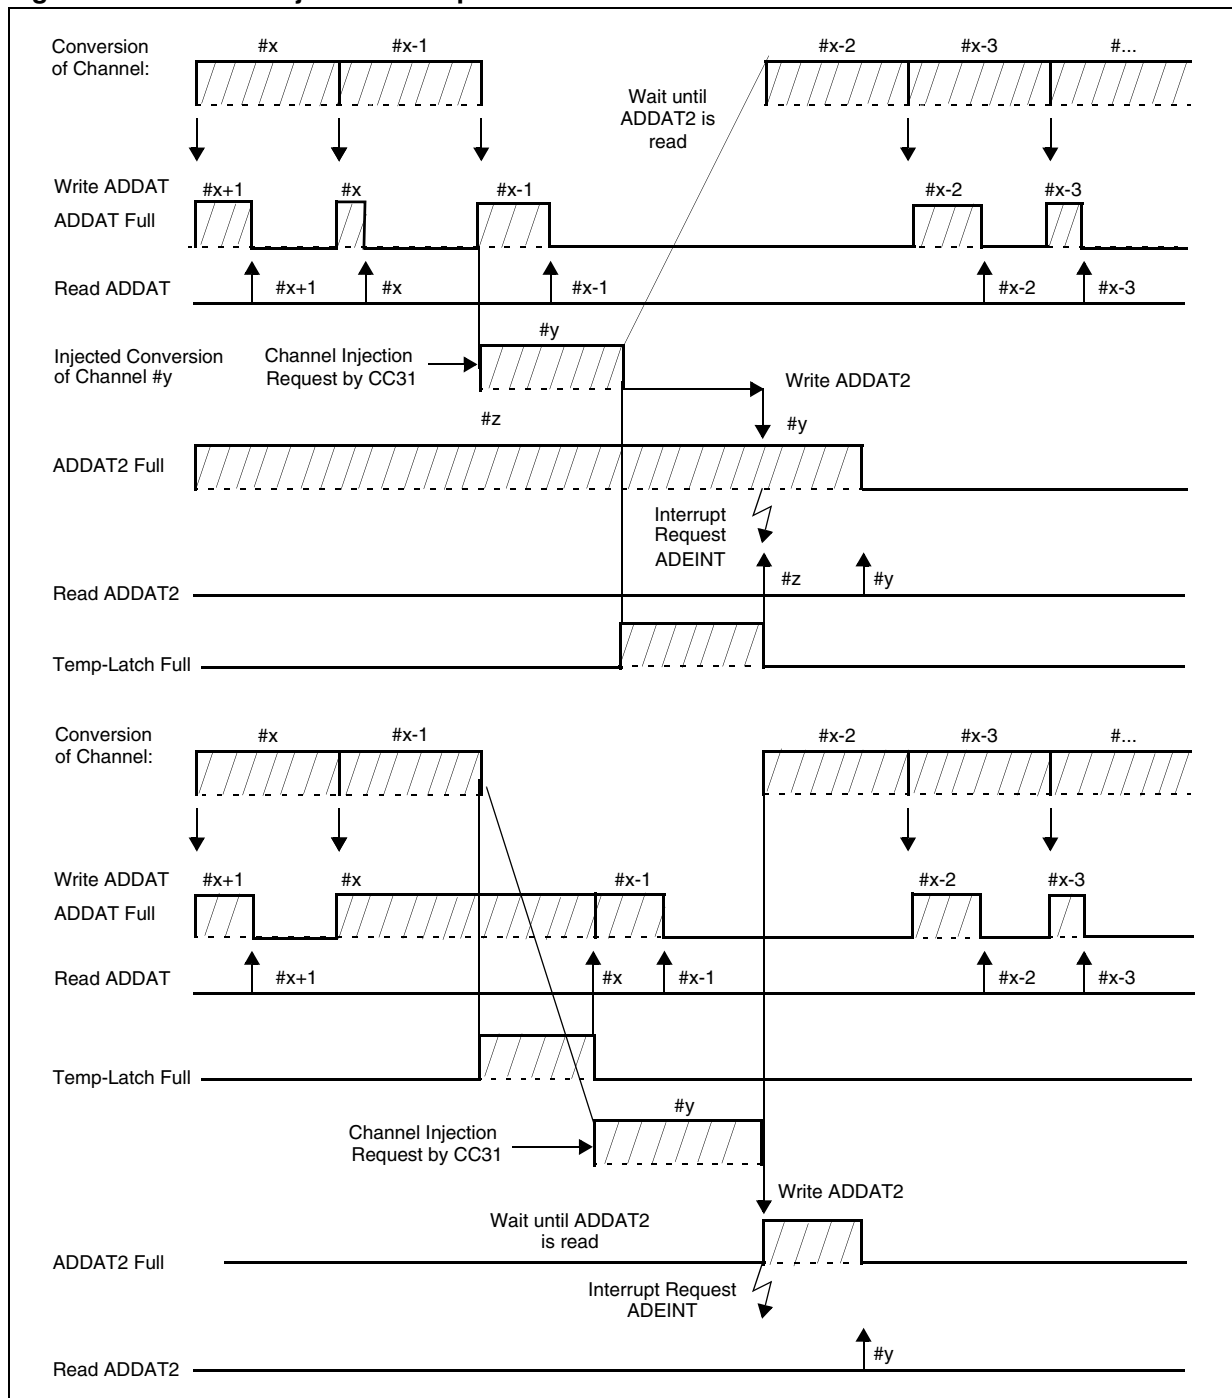 Conversion
of Channel:
#x
#x-1
#x-2
#x-3
#...
Wait until
ADDAT2 is
read
Write ADDAT
#x+1
#x
#x-1
#x-2
#x-3
ADDAT Full
Read ADDAT
#x+1
#x
#x-1
#x-2
#x-3
#y
Injected Conversion
of Channel #y
Channel Injection
Request by CC31
Write ADDAT2
#z
#y
ADDAT2 Full
Interrupt
Request
ADEINT
#z
#y
Read ADDAT2
Temp-Latch Full
Conversion
of Channel:
#x
#x-1
#x-2
#x-3
#...
Write ADDAT
#x+1
#x
#x-1
#x-2
#x-3
ADDAT Full
Read ADDAT
#x+1
#x
#x-1
#x-2
#x-3
Temp-Latch Full
#y
Channel Injection
Request by CC31
Write ADDAT2
Wait until ADDAT2
is read
ADDAT2 Full
Interrupt Request
ADEINT
#y
Read ADDAT2